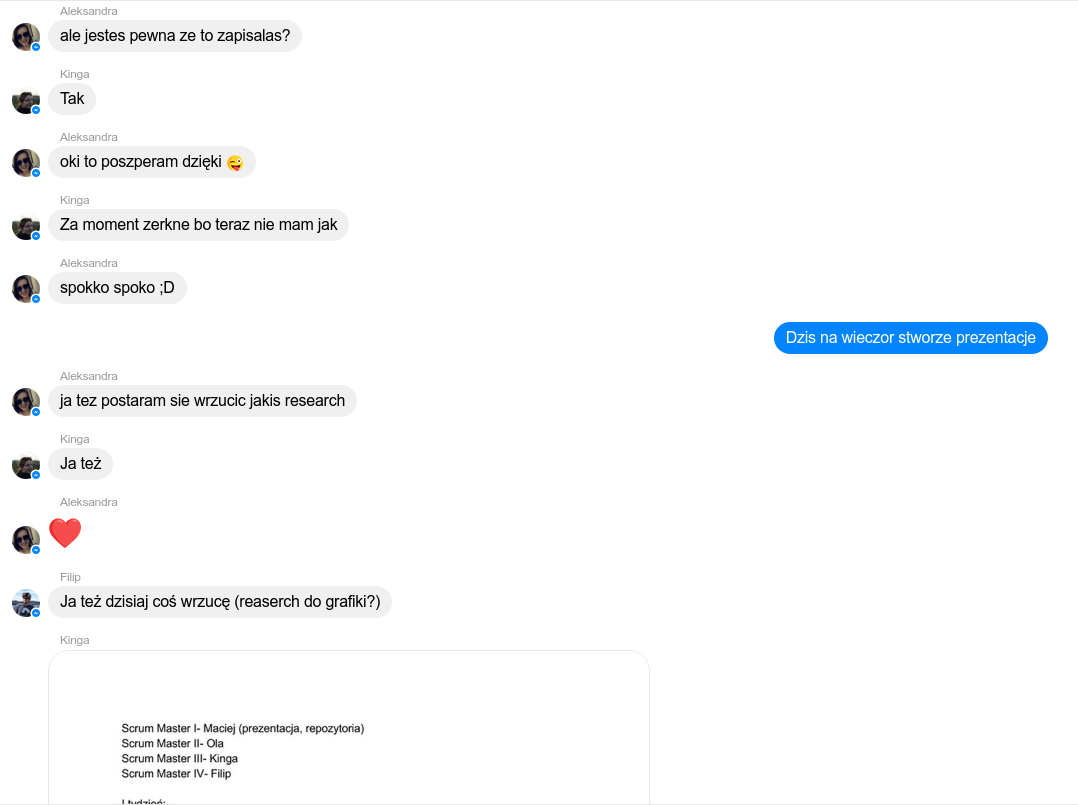 Aleksandra
ale jestes pewna ze to zapisalas?
Kinga
Tak
Aleksandra
oki to poszperam dzięki 😜
Kinga
Za moment zerkne bo teraz nie mam jak
Aleksandra
spokko spoko ;D
Dzis na wieczor stworze prezentacje
Aleksandra
ja tez postaram sie wrzucic jakis research
Kinga
Ja też
Aleksandra
❤️
Filip
Ja też dzisiaj coś wrzucę (reaserch do grafiki?)
Kinga
Scrum Master I- Maciej (prezentacja, repozytoria)
Scrum Master II- Ola
Scrum Master III- Kinga
Scrum Master IV- Filip
I tydzień: